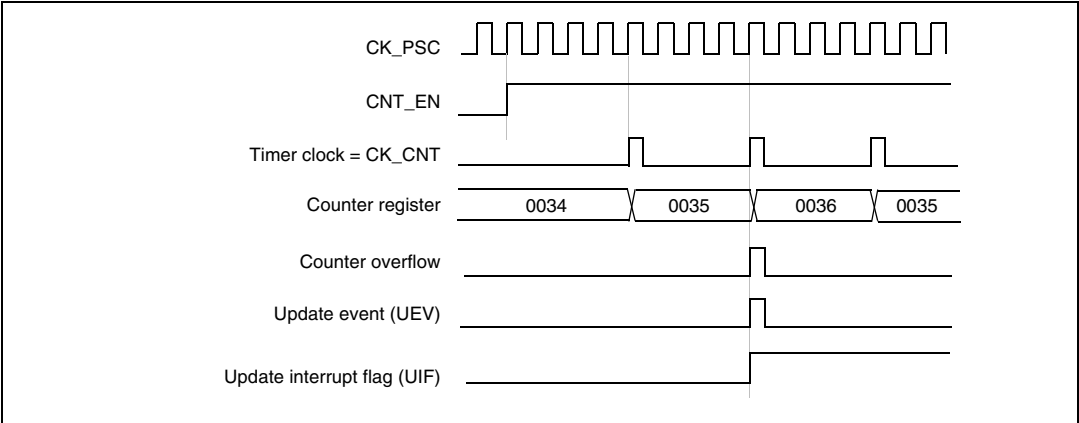 CK_PSC
CNT_EN
Timer clock = CK_CNT
Counter register 0034 0035 0036 0035
Counter overflow
Update event (UEV)
Update interrupt flag (UIF)